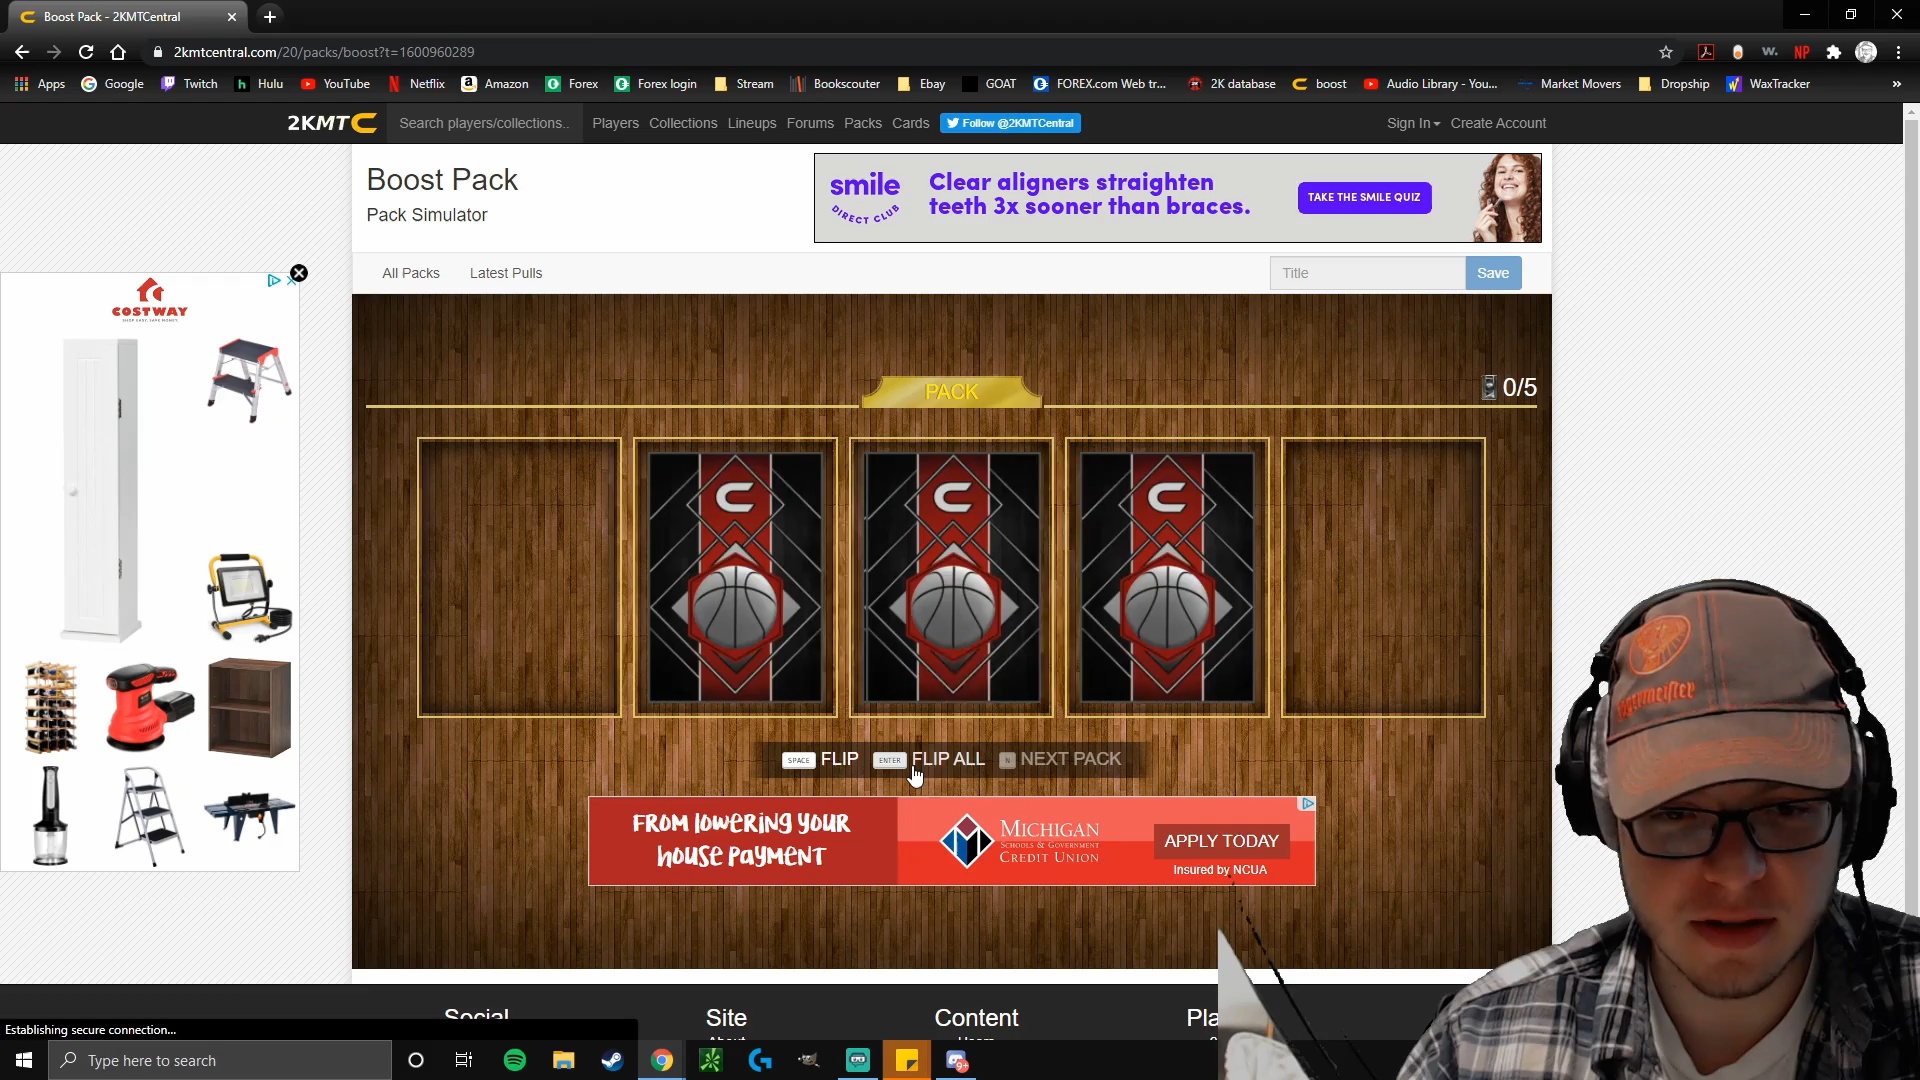 Boost Pack - 2KMTCentral
2kmtcentral.com/20/packs/boost?t=1600960289
W.
NP
Apps
Google
Twitch
Hulu
YouTube
Netflix
Amazon
Forex
Forex login
Stream
Bookscouter
Ebay
GOAT
FOREX.com Web tr...
2K database
boost
Audio Library - You...
Market Movers
Dropship
WaxTracker
»
2KMTC
Search players/collections..
Players
Collections
Lineups
Forums
Packs
Cards
Follow @2KMTCentral
Sign In
Create Account
Boost Pack
Pack Simulator
smile
DIRECT CLUB
Clear aligners straighten
teeth 3x sooner than braces.
TAKE THE SMILE QUIZ
All Packs
Latest Pulls
Title
Save
COSTWAY
PACK
0/5
SPACE FLIP
ENTER FLIP ALL
N NEXT PACK
FROM lOWERING YOUR
HOUSE PAYMENT
MICHIGAN
SCHOOLS & GOVERNMENT
CREDIT UNION
APPLY TODAY
Insured by NCUA
Social
Site
Content
Pla
Establishing secure connection...
Type here to search
9+